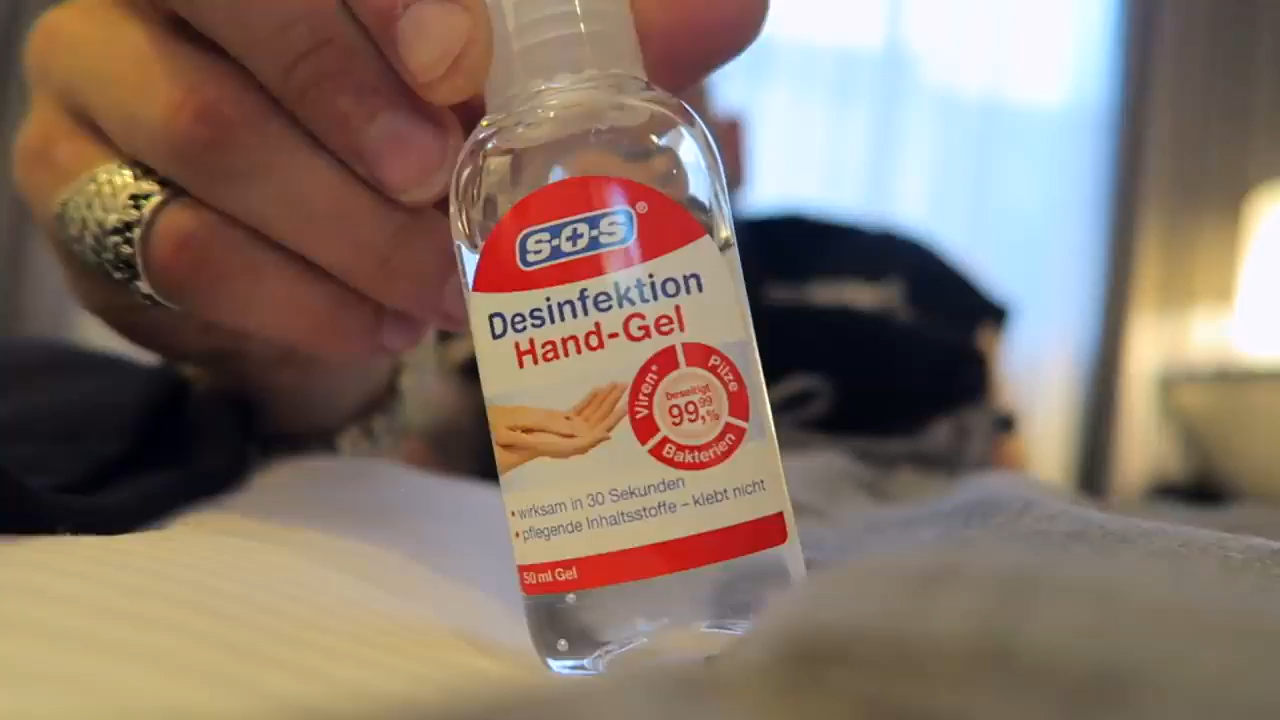 S-O-S®
Desinfektion
Hand-Gel
Viren*
Pilze
beseitigt
99,99%
Bakterien
• wirksam in 30 Sekunden
• pflegende Inhaltsstoffe – klebt nicht
50 ml Gel